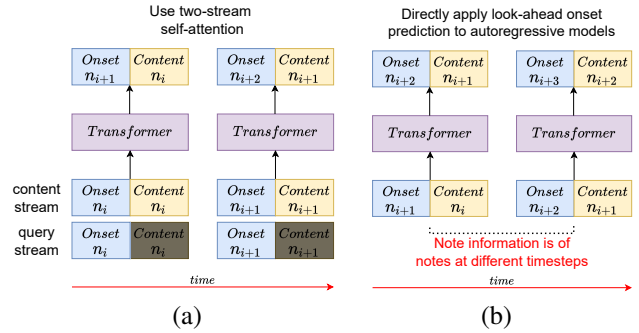 Use two-stream
self-attention
Onset Content Onset Content
n_{i+1} n_i n_{i+2} n_{i+1}
Transformer Transformer
content
stream
Onset Content Onset Content
n_i n_i n_{i+1} n_{i+1}
query
stream
Onset Content Onset Content
n_i n_i n_{i+1} n_{i+1}
time
(a)
Directly apply look-ahead onset
prediction to autoregressive models
Onset Content Onset Content
n_{i+2} n_{i+1} n_{i+3} n_{i+2}
Transformer Transformer
Onset Content Onset Content
n_{i+1} n_i n_{i+2} n_{i+1}
Note information is of
notes at different timesteps
time
(b)